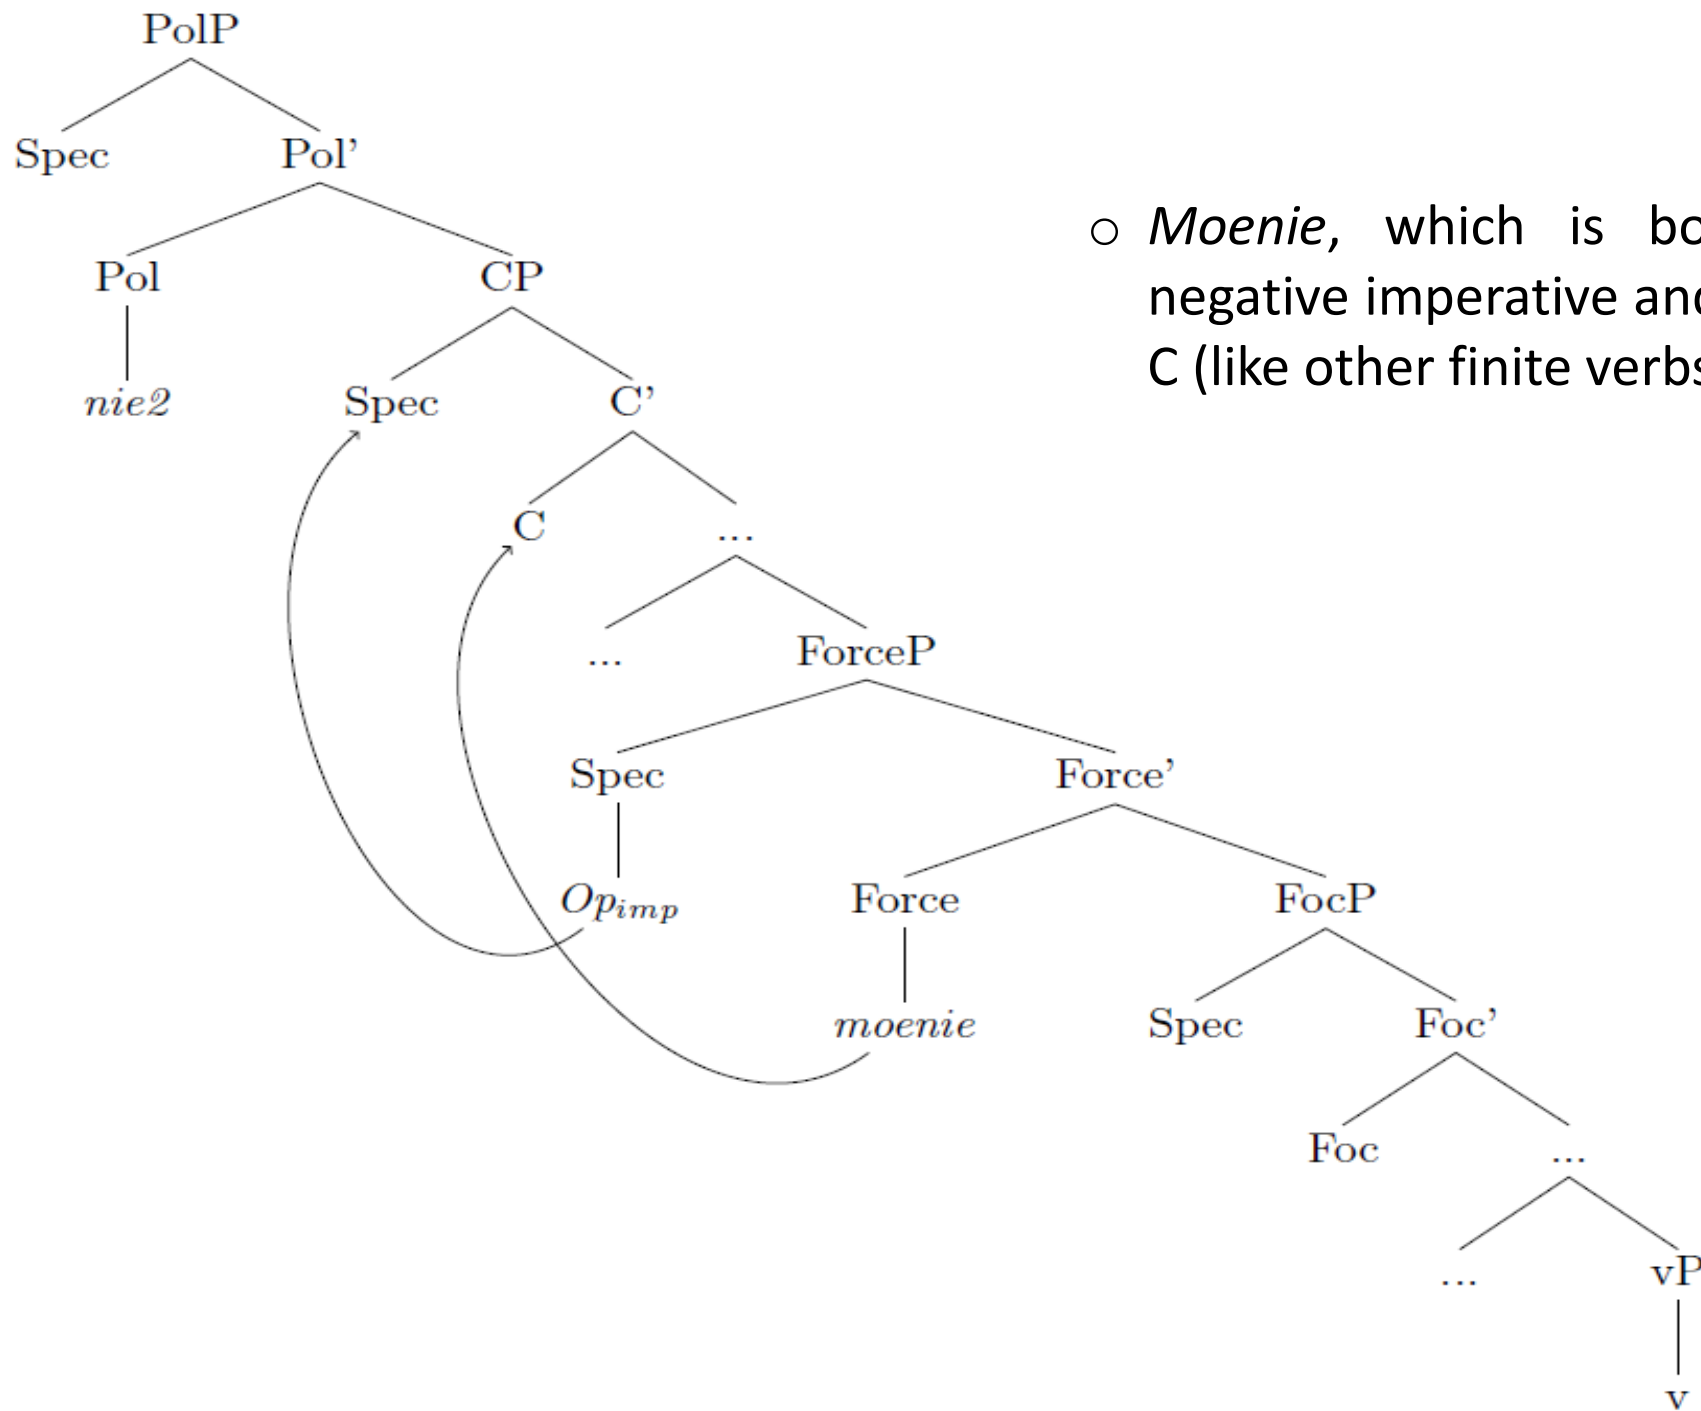 PolP
Spec Pol’
Pol CP
nie2 Spec C’
C ...
... ForceP
Spec Force’
Opimp Force FocP
moenie Spec Foc’
Foc ...
... vP
v
○ Moenie, which is bo
negative imperative and
C (like other finite verbs